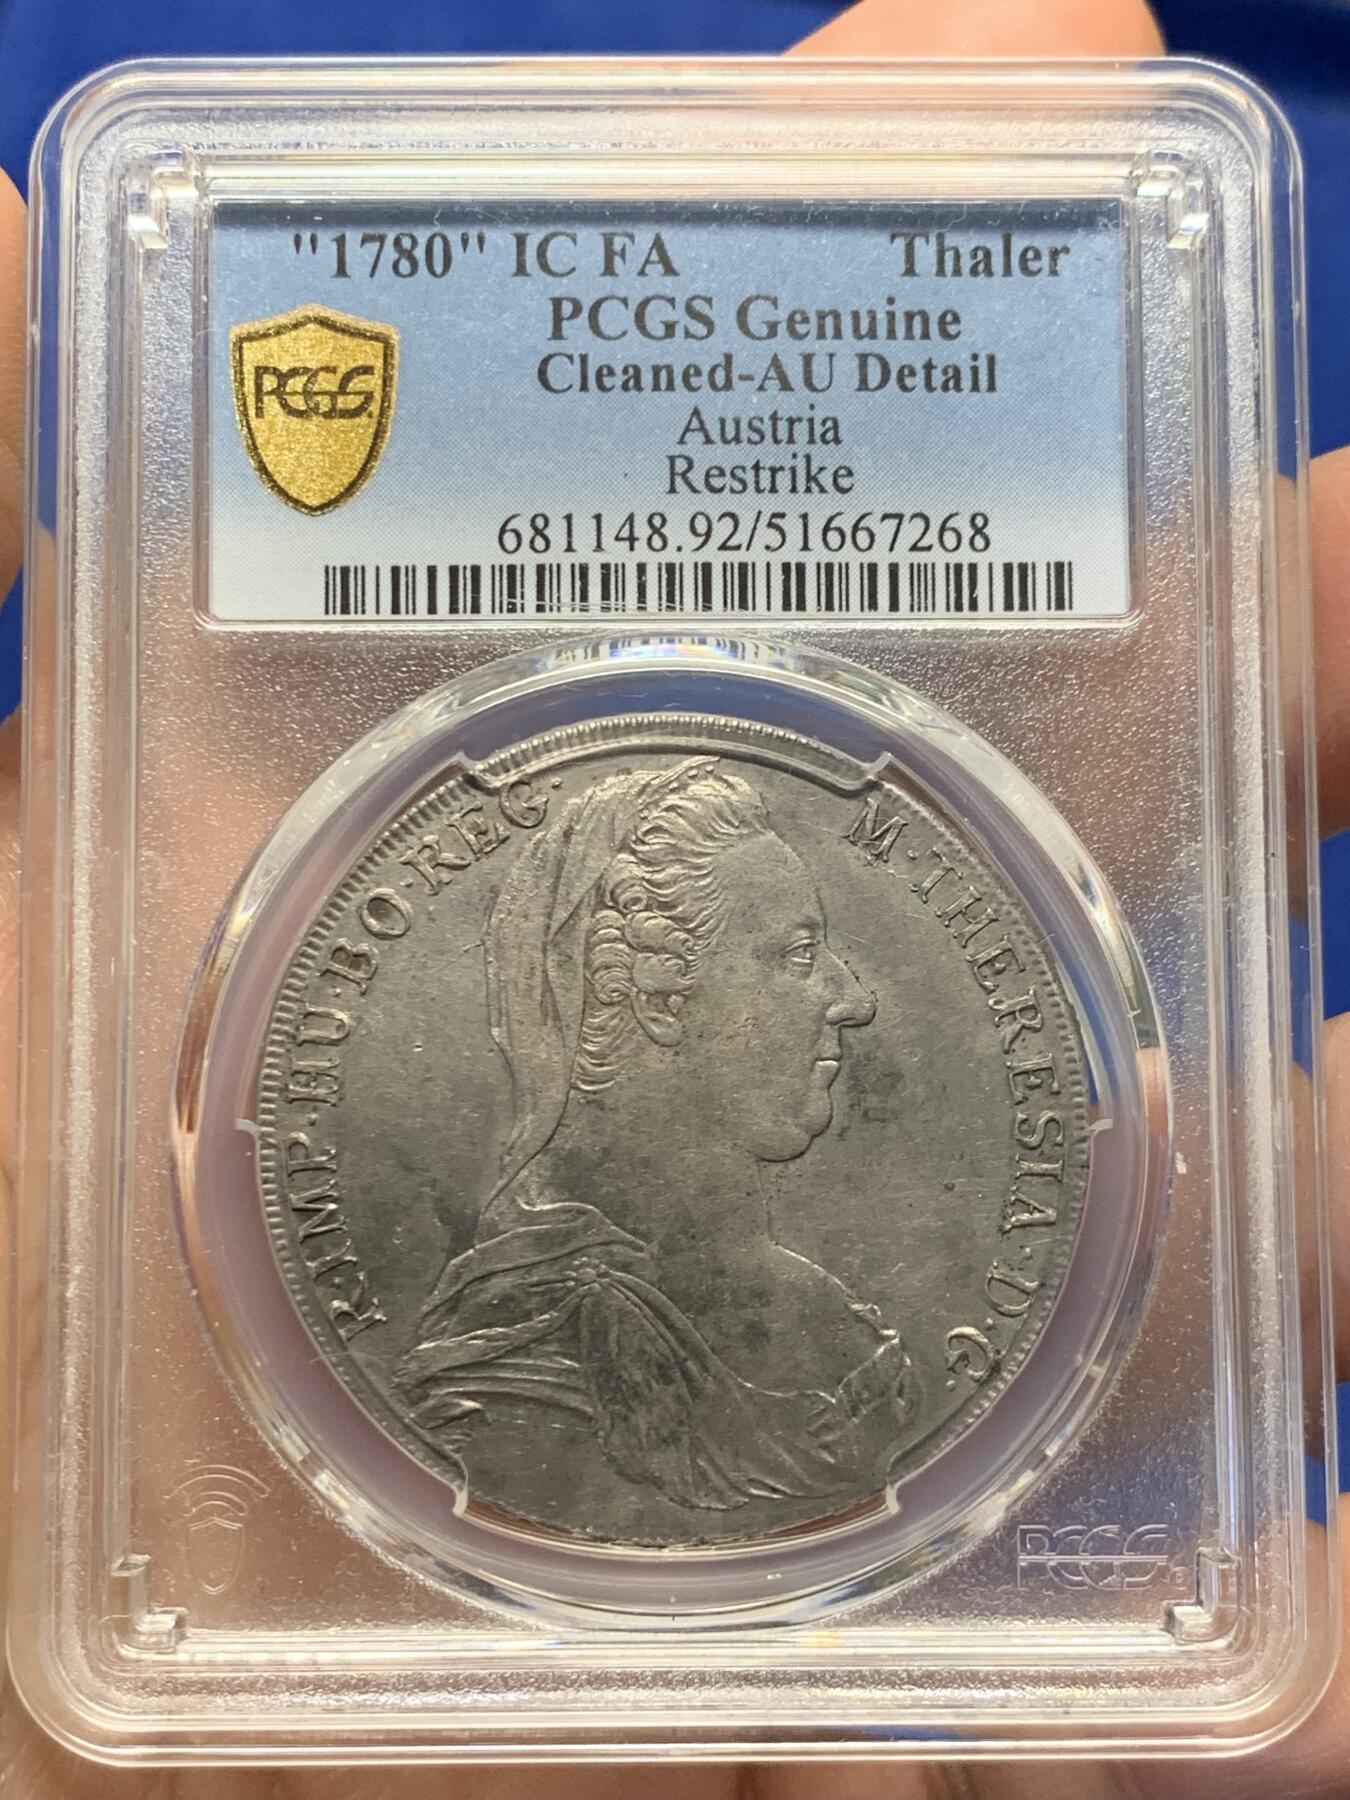 "1780" IC FA Thaler
PCGS Genuine
Cleaned-AU Detail
Austria
Restrike
681148.92/51667268
PCGS
R·IMP·HU·BO·REG·
M·THERESIA·D·G·
PCGS